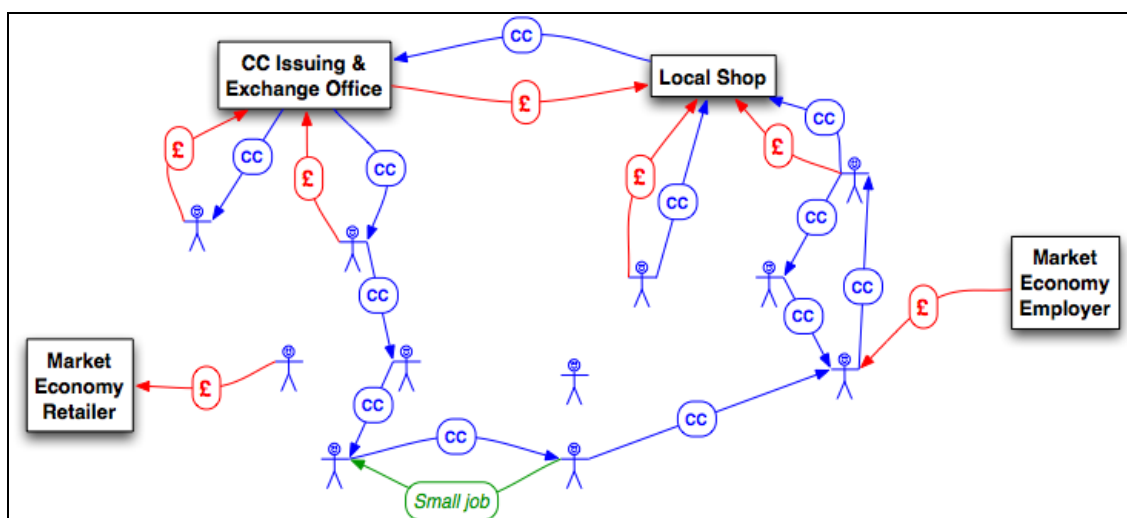 CC
CC Issuing &
Exchange Office
Local Shop
£
CC
£
£
CC
£
CC
£
CC
CC
CC
Market
Economy
Employer
CC
CC
CC
£
Market
Economy
Retailer
£
CC
CC
CC
Small job